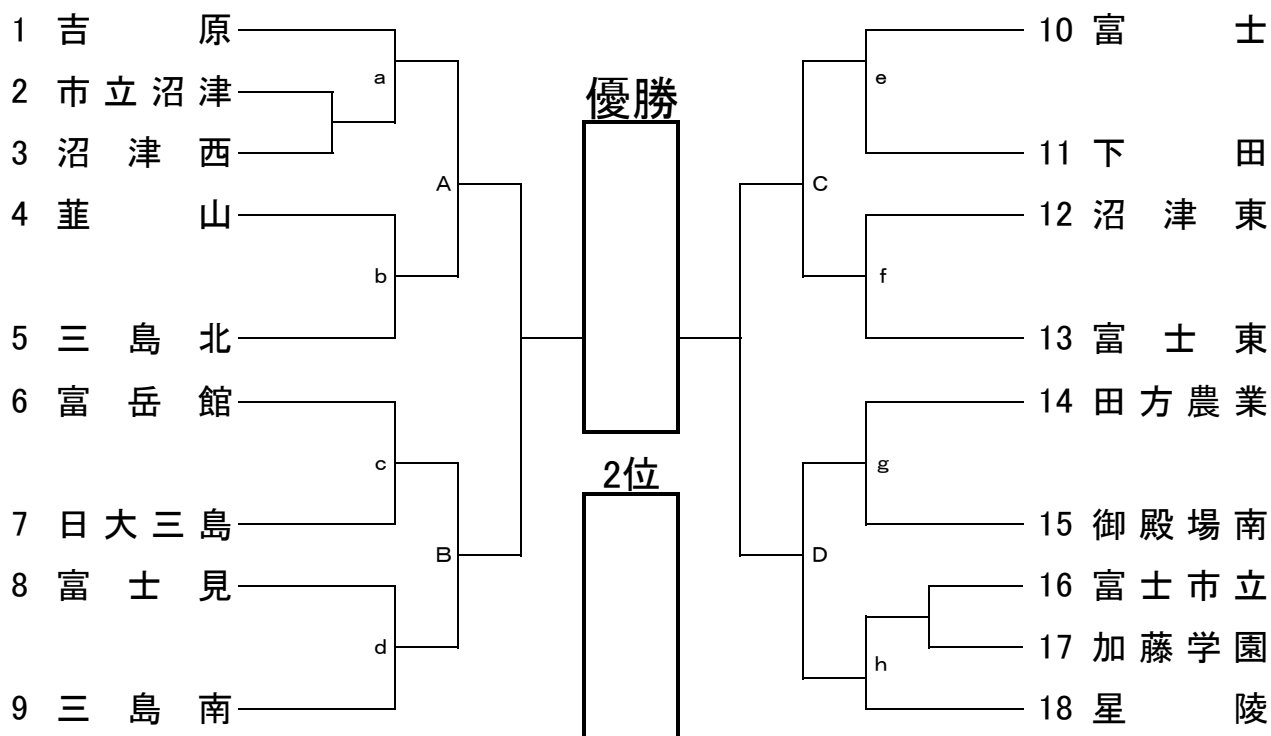 1 吉原
a
2 市立沼津
3 沼津西
A
4 韮山
b
5 三島北
6 富岳館
c
7 日大三島
B
8 富士見
d
9 三島南
優勝
2位
10 富士
e
11 下田
C
12 沼津東
f
13 富士東
14 田方農業
g
15 御殿場南
D
16 富士市立
17 加藤学園
h
18 星陵